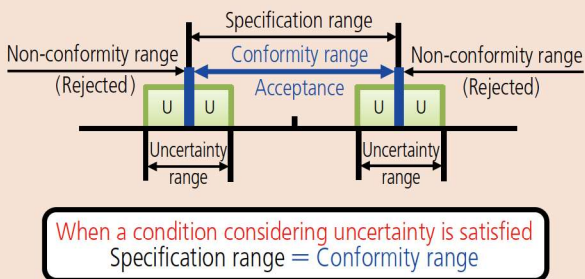 Specification range
Non-conformity range
Conformity range
Non-conformity range
(Rejected)
Acceptance
(Rejected)
U
U
U
U
Uncertainty
range
Uncertainty
range
When a condition considering uncertainty is satisfied
Specification range = Conformity range